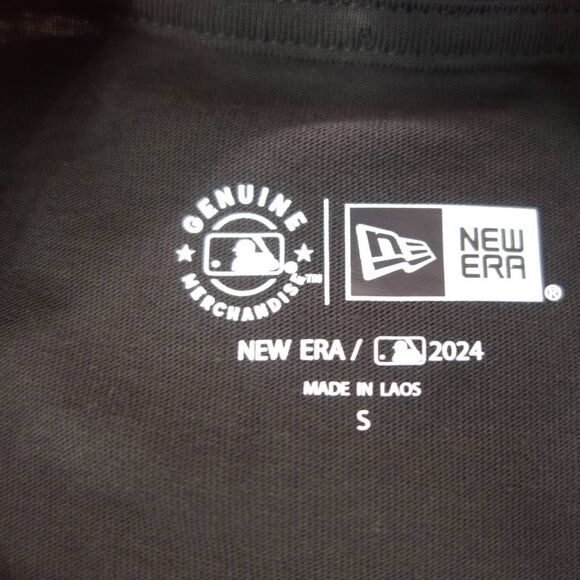 GENUINE
MERCHANDISE™
NEW
ERA®
NEW ERA / 2024
MADE IN LAOS
S